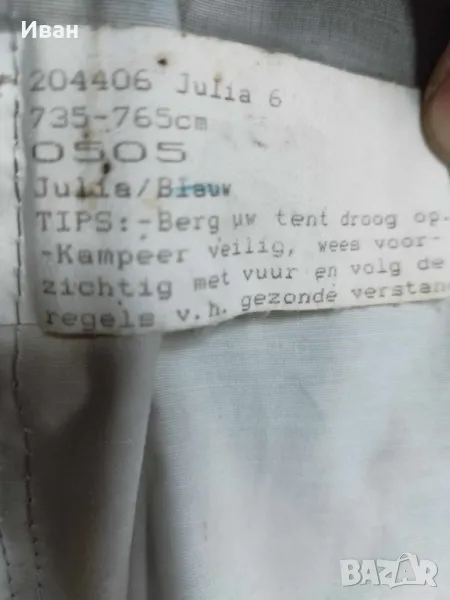 Иван
204406 Julia 6
735-765cm
0505
Julia/Blauw
TIPS:-Berg uw tent droog op.
-Kampeer veilig, wees voor-
zichtig met vuur en volg de
regels v.h. gezonde verstand
BAZAR